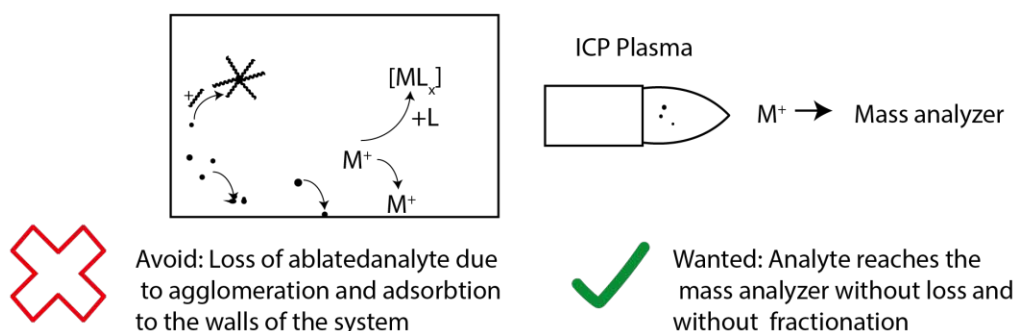 ICP Plasma
+
[MLₓ]
+L
M⁺
M⁺
M⁺ → Mass analyzer
Avoid: Loss of ablatedanalyte due
to agglomeration and adsorbtion
to the walls of the system
Wanted: Analyte reaches the
mass analyzer without loss and
without fractionation